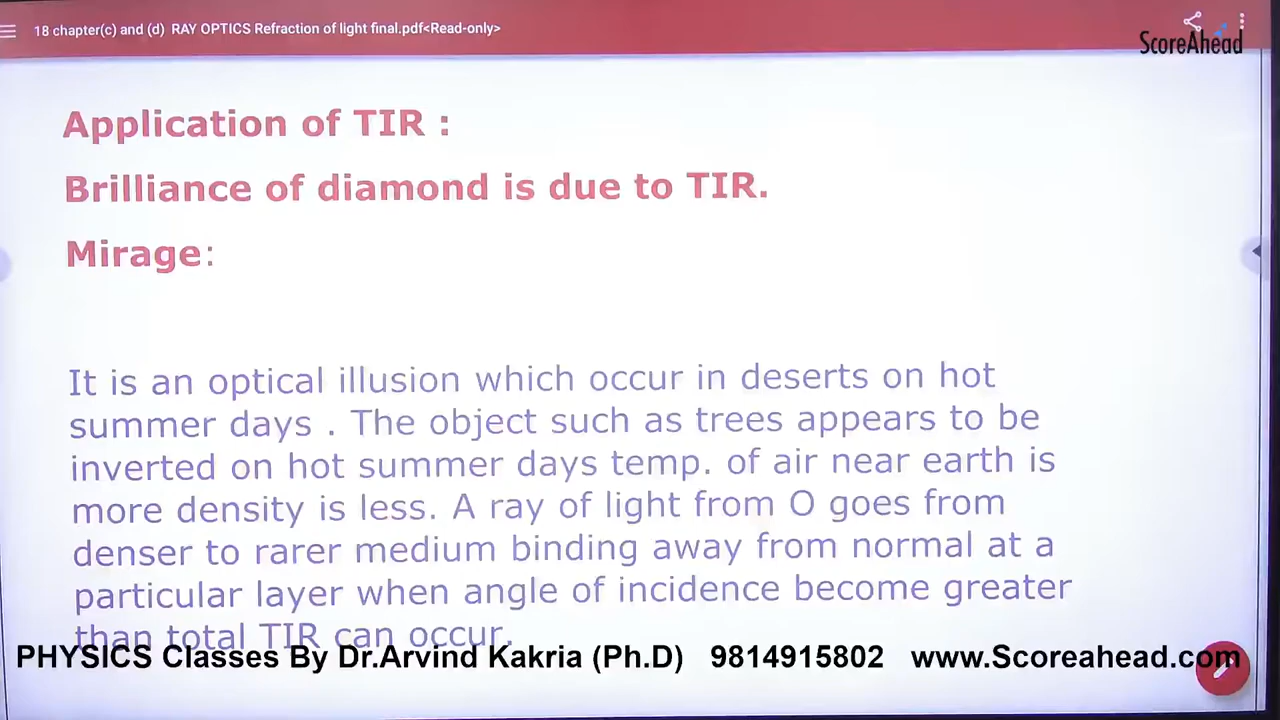 18 chapter(c) and (d) RAY OPTICS Refraction of light final.pdf<Read-only>
ScoreAhead
Application of TIR :
Brilliance of diamond is due to TIR.
Mirage:
It is an optical illusion which occur in deserts on hot
summer days . The object such as trees appears to be
inverted on hot summer days temp. of air near earth is
more density is less. A ray of light from O goes from
denser to rarer medium binding away from normal at a
particular layer when angle of incidence become greater
than total TIR can occur.
PHYSICS Classes By Dr.Arvind Kakria (Ph.D) 9814915802 www.Scoreahead.com